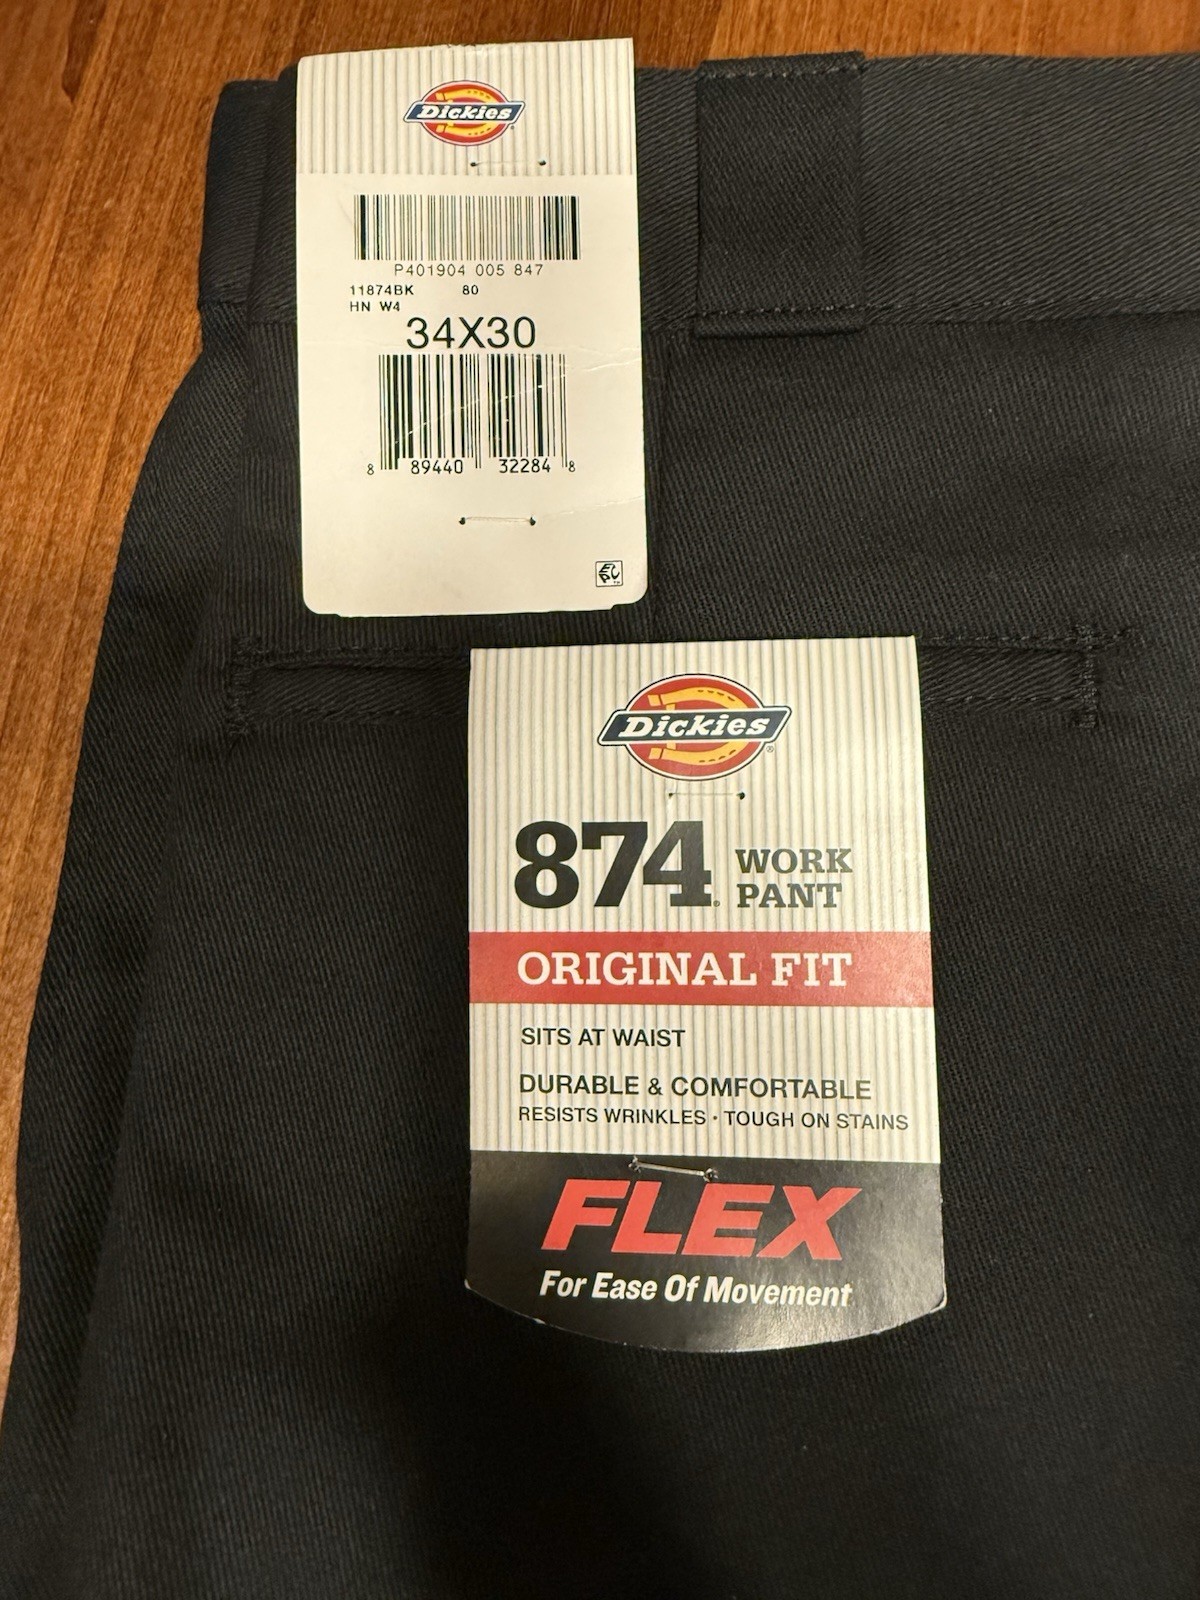 Dickies®
P401904 005 847
11874BK 80
HN W4
34X30
8 89440 32284 8
EPC™
Dickies®
874® WORK
PANT
ORIGINAL FIT
SITS AT WAIST
DURABLE & COMFORTABLE
RESISTS WRINKLES • TOUGH ON STAINS
FLEX
For Ease Of Movement